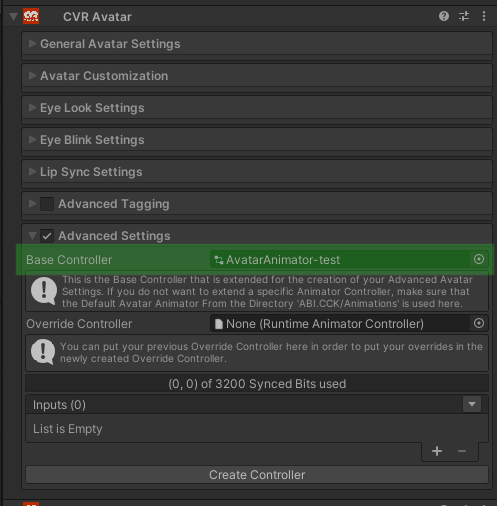 CVR Avatar
General Avatar Settings
Avatar Customization
Eye Look Settings
Eye Blink Settings
Lip Sync Settings
Advanced Tagging
Advanced Settings
Base Controller AvatarAnimator-test
This is the Base Controller that is extended for the creation of your Advanced Avatar
Settings. If you do not want to extend a specific Animator Controller, make sure that
the Default Avatar Animator From the Directory 'ABI.CCK/Animations' is used here.
Override Controller None (Runtime Animator Controller)
You can put your previous Override Controller here in order to put your overrides in the
newly created Override Controller.
(0, 0) of 3200 Synced Bits used
Inputs (0)
List is Empty
Create Controller